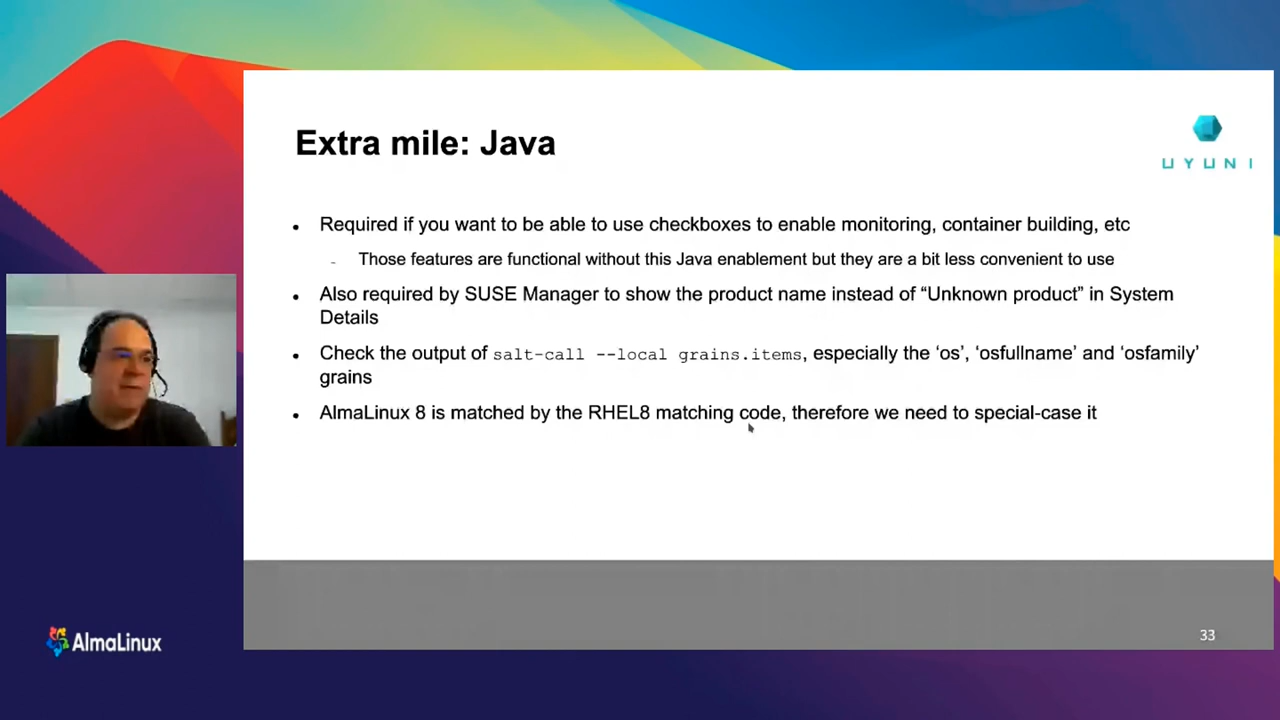 Extra mile: Java
UYUNI
• Required if you want to be able to use checkboxes to enable monitoring, container building, etc
- Those features are functional without this Java enablement but they are a bit less convenient to use
• Also required by SUSE Manager to show the product name instead of “Unknown product” in System
Details
• Check the output of salt-call --local grains.items, especially the ‘os’, ‘osfullname’ and ‘osfamily’
grains
• AlmaLinux 8 is matched by the RHEL8 matching code, therefore we need to special-case it
AlmaLinux
33